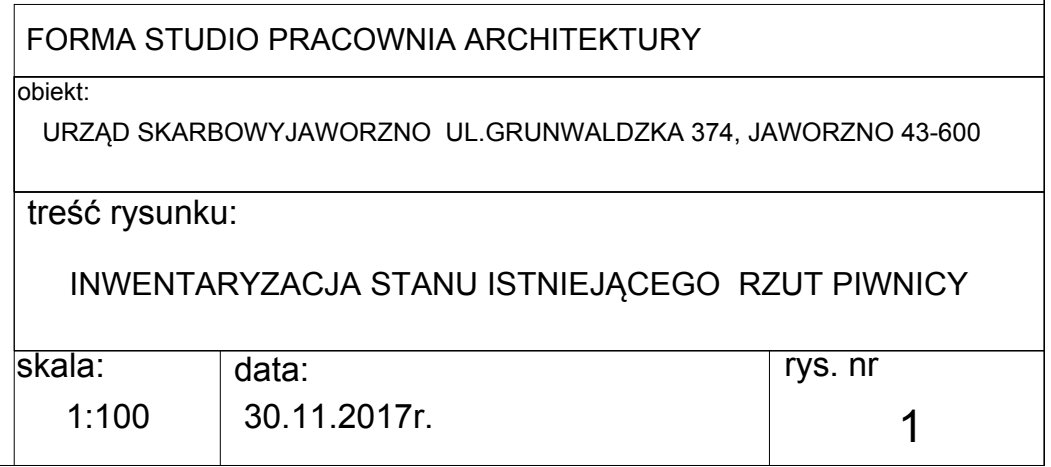 FORMA STUDIO PRACOWNIA ARCHITEKTURY
obiekt:
URZĄD SKARBOWYJAWORZNO UL.GRUNWALDZKA 374, JAWORZNO 43-600
treść rysunku:
INWENTARYZACJA STANU ISTNIEJĄCEGO RZUT PIWNICY
skala:
1:100
data:
30.11.2017r.
rys. nr
1